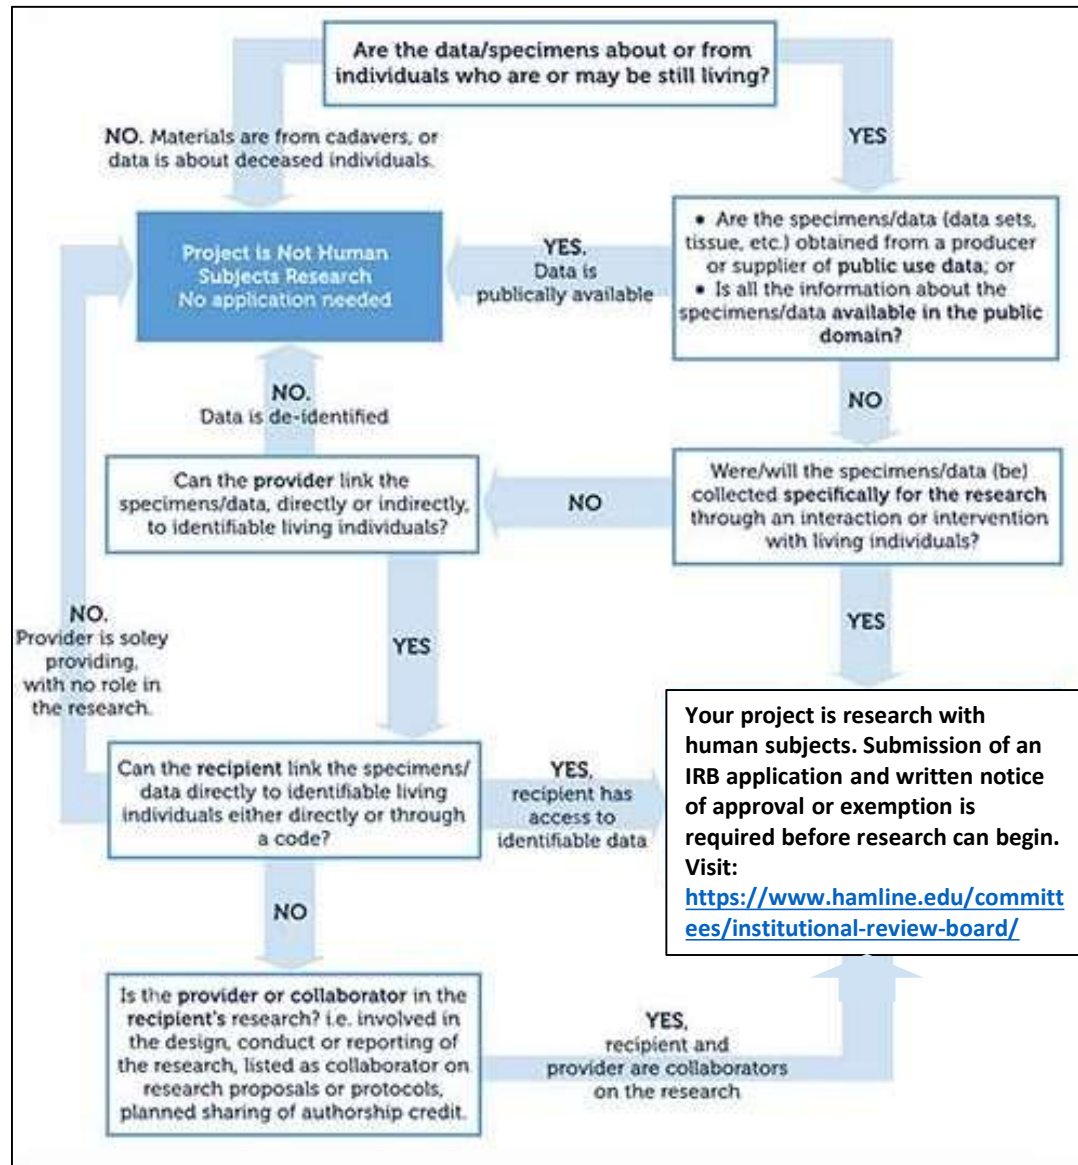 Are the data/specimens about or from
individuals who are or may be still living?
NO. Materials are from cadavers, or
data is about deceased individuals.
YES
Project is Not Human
Subjects Research
No application needed
YES.
Data is
publically available
• Are the specimens/data (data sets,
tissue, etc.) obtained from a producer
or supplier of public use data; or
• Is all the information about the
specimens/data available in the public
domain?
NO.
Data is de-identified
NO
Can the provider link the
specimens/data, directly or indirectly,
to identifiable living individuals?
NO
Were/will the specimens/data (be)
collected specifically for the research
through an interaction or intervention
with living individuals?
NO.
Provider is soley
providing,
with no role in
the research.
YES
YES
Can the recipient link the specimens/
data directly to identifiable living
individuals either directly or through
a code?
YES,
recipient has
access to
identifiable data
Your project is research with
human subjects. Submission of an
IRB application and written notice
of approval or exemption is
required before research can begin.
Visit:
https://www.hamline.edu/committ
ees/institutional-review-board/
NO
Is the provider or collaborator in the
recipient's research? i.e. involved in
the design, conduct or reporting of
the research, listed as collaborator on
research proposals or protocols,
planned sharing of authorship credit.
YES,
recipient and
provider are collaborators
on the research